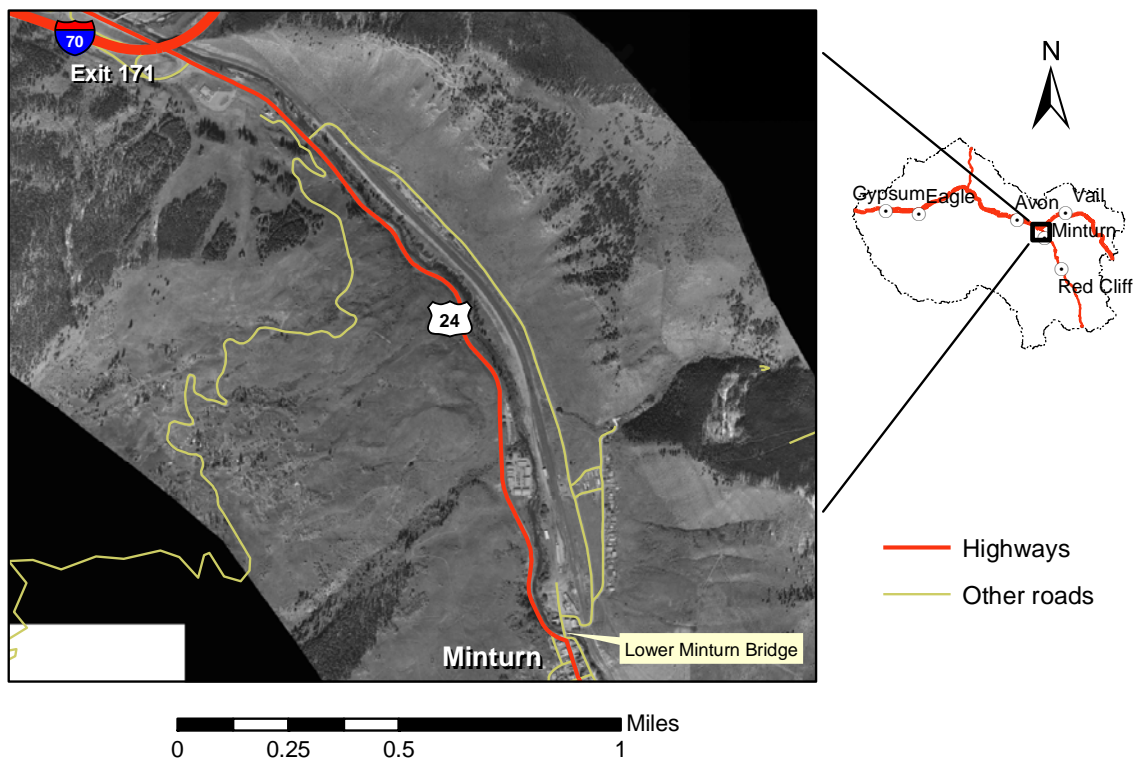 70
Exit 171
24
Minturn
Lower Minturn Bridge
N
Gypsum
Eagle
Avon
Vail
Minturn
Red Cliff
Highways
Other roads
Miles
0
0.25
0.5
1